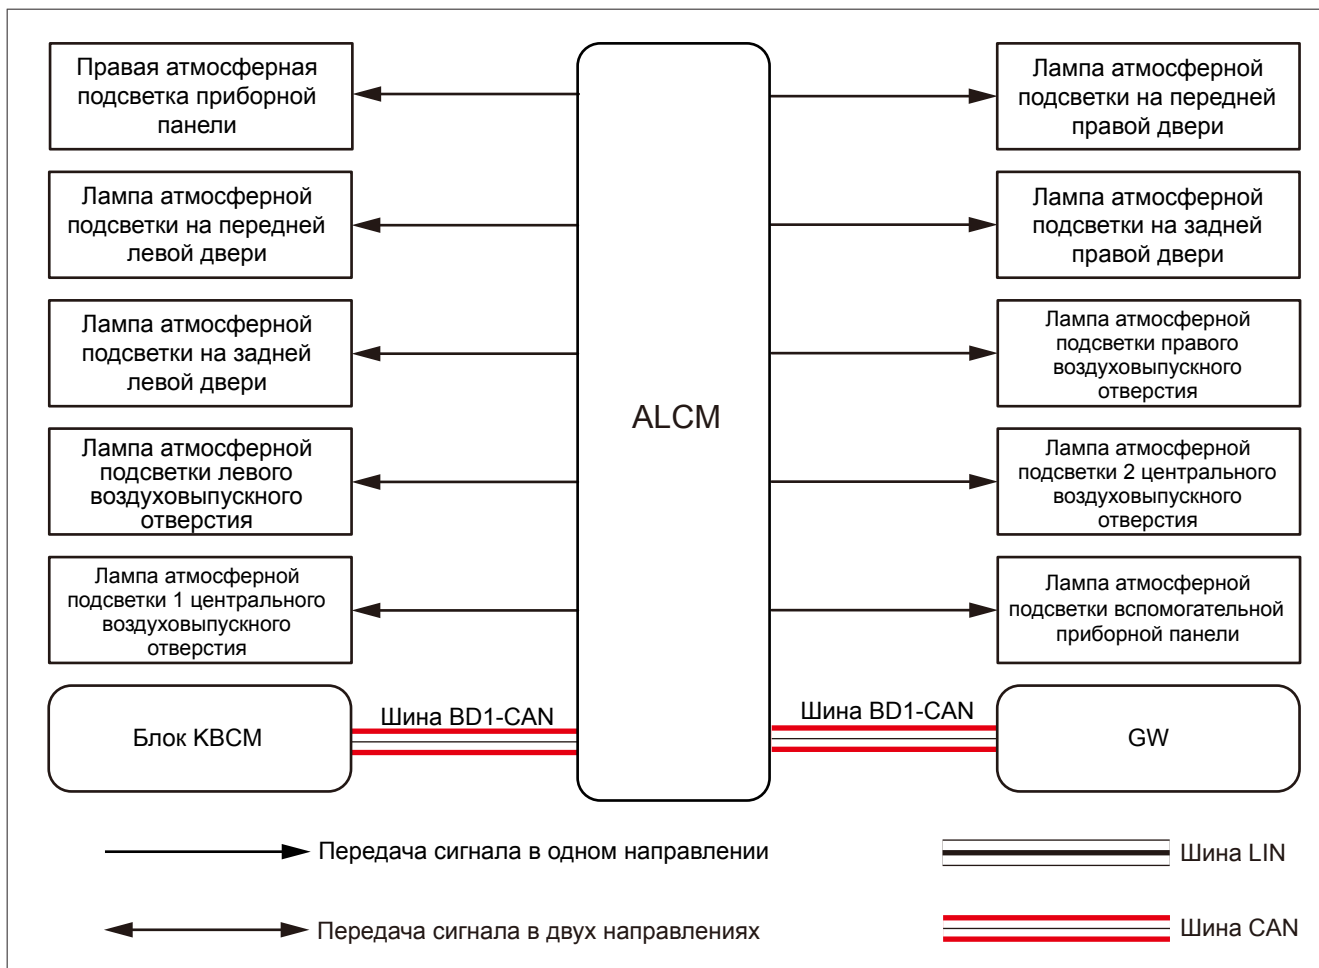 Правая атмосферная
подсветка приборной
панели
Лампа атмосферной
подсветки на передней
левой двери
Лампа атмосферной
подсветки на задней
левой двери
Лампа атмосферной
подсветки левого
воздуховыпускного
отверстия
Лампа атмосферной
подсветки 1 центрального
воздуховыпускного
отверстия
Блок KBCM
Шина BD1-CAN
ALCM
Лампа атмосферной
подсветки на передней
правой двери
Лампа атмосферной
подсветки на задней
правой двери
Лампа атмосферной
подсветки правого
воздуховыпускного
отверстия
Лампа атмосферной
подсветки 2 центрального
воздуховыпускного
отверстия
Лампа атмосферной
подсветки вспомогательной
приборной панели
Шина BD1-CAN
GW
Передача сигнала в одном направлении
Шина LIN
Передача сигнала в двух направлениях
Шина CAN